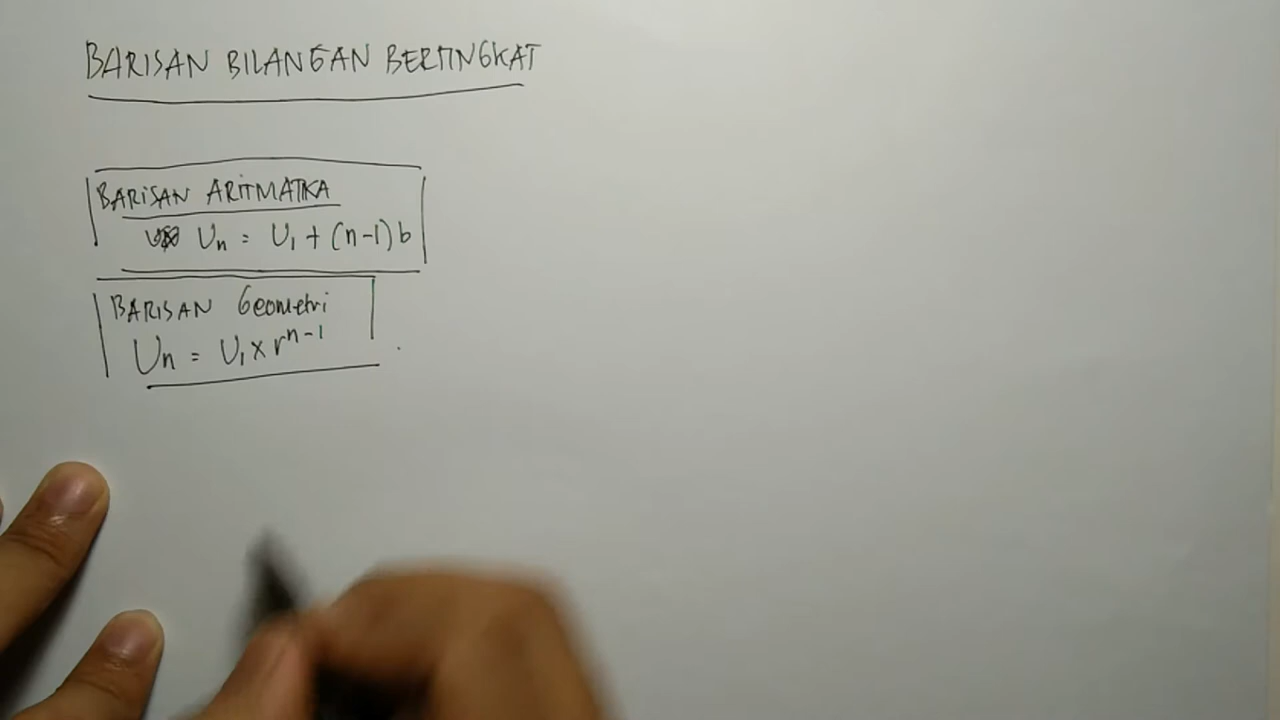 BARISAN BILANGAN BERTINGKAT
BARISAN ARITMATIKA
Un = U1 + (n-1) b
BARISAN Geometri
Un = U1 x r^n-1